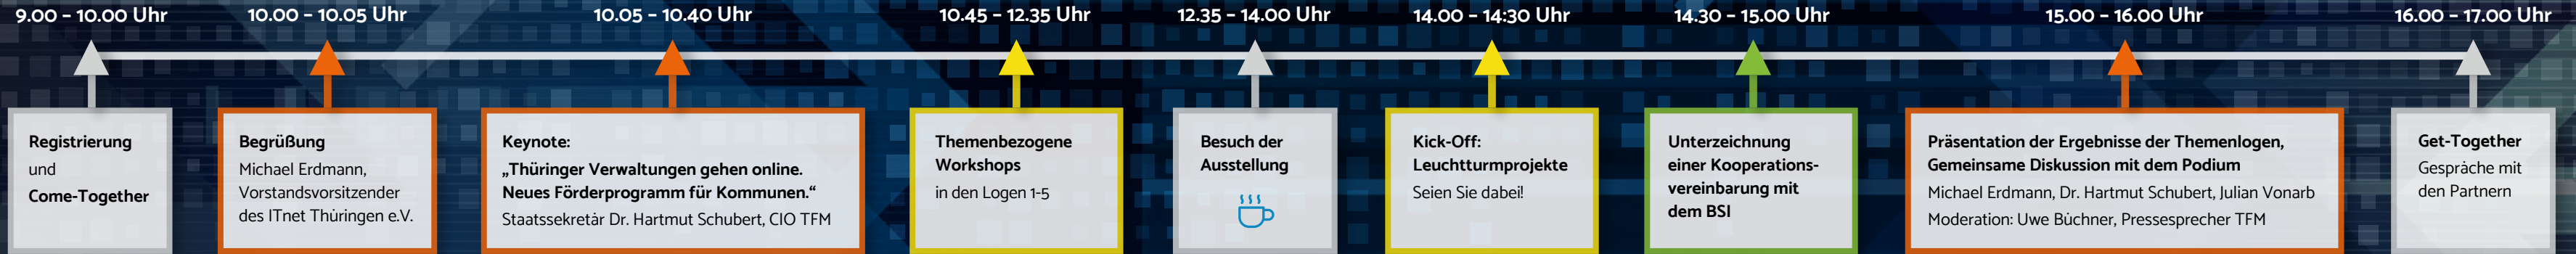 9.00 – 10.00 Uhr
Registrierung
und
Come-Together
10.00 – 10.05 Uhr
Begrüßung
Michael Erdmann,
Vorstandsvorsitzender
des ITnet Thüringen e.V.
10.05 – 10.40 Uhr
Keynote:
„Thüringer Verwaltungen gehen online.
Neues Förderprogramm für Kommunen.“
Staatssekretär Dr. Hartmut Schubert, CIO TFM
10.45 – 12.35 Uhr
Themenbezogene
Workshops
in den Logen 1-5
12.35 – 14.00 Uhr
Besuch der
Ausstellung
14.00 – 14:30 Uhr
Kick-Off:
Leuchtturmprojekte
Seien Sie dabei!
14.30 – 15.00 Uhr
Unterzeichnung
einer Kooperations-
vereinbarung mit
dem BSI
15.00 – 16.00 Uhr
Präsentation der Ergebnisse der Themenlogen,
Gemeinsame Diskussion mit dem Podium
Michael Erdmann, Dr. Hartmut Schubert, Julian Vonarb
Moderation: Uwe Büchner, Pressesprecher TFM
16.00 – 17.00 Uhr
Get-Together
Gespräche mit
den Partnern